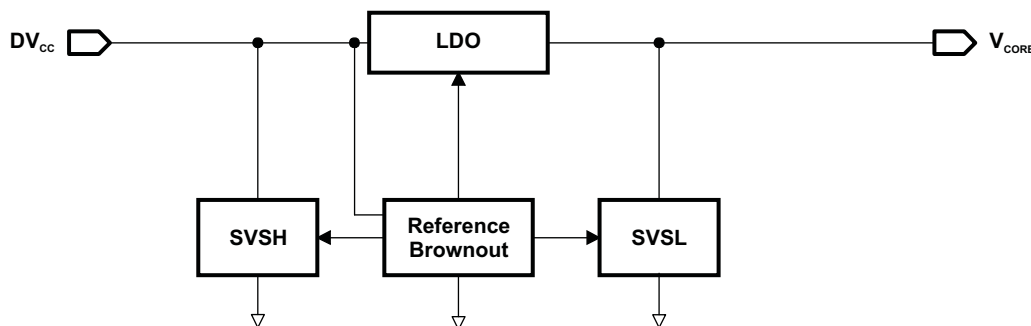 DVCC
LDO
VCORE
SVSH
Reference
Brownout
SVSL